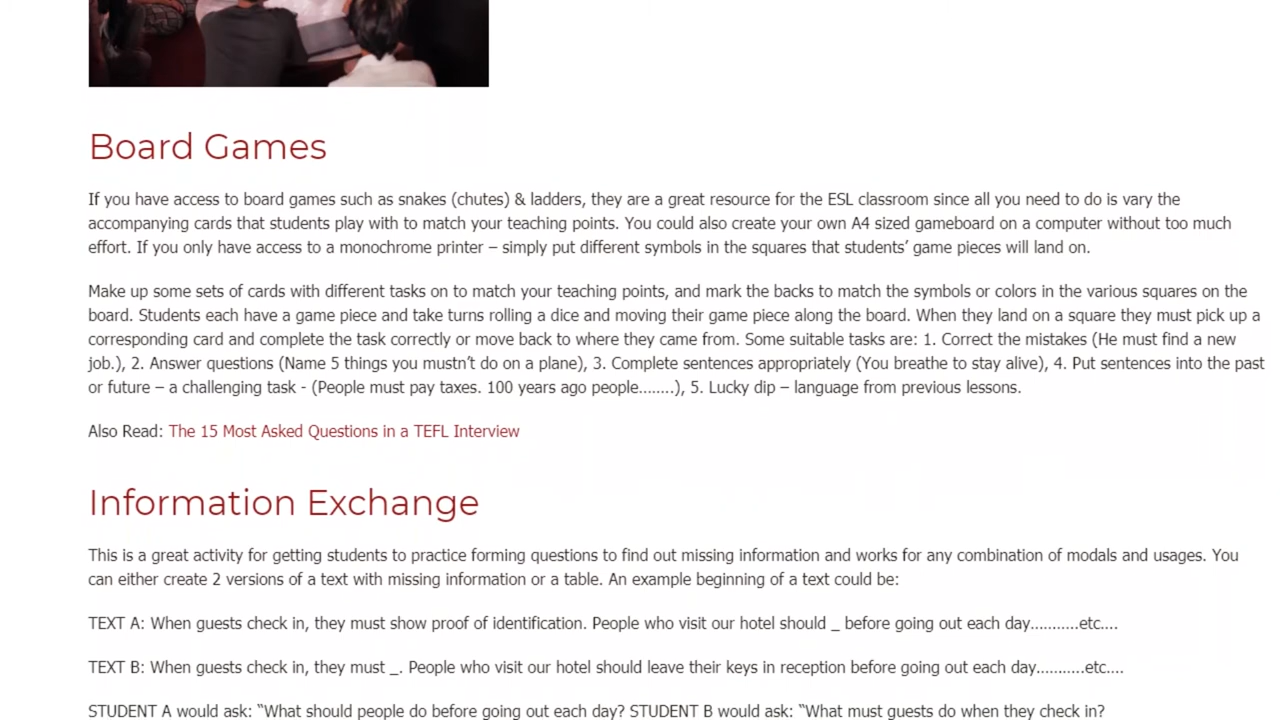 Board Games
If you have access to board games such as snakes (chutes) & ladders, they are a great resource for the ESL classroom since all you need to do is vary the
accompanying cards that students play with to match your teaching points. You could also create your own A4 sized gameboard on a computer without too much
effort. If you only have access to a monochrome printer – simply put different symbols in the squares that students’ game pieces will land on.
Make up some sets of cards with different tasks on to match your teaching points, and mark the backs to match the symbols or colors in the various squares on the
board. Students each have a game piece and take turns rolling a dice and moving their game piece along the board. When they land on a square they must pick up a
corresponding card and complete the task correctly or move back to where they came from. Some suitable tasks are: 1. Correct the mistakes (He must find a new
job.), 2. Answer questions (Name 5 things you mustn’t do on a plane), 3. Complete sentences appropriately (You breathe to stay alive), 4. Put sentences into the past
or future – a challenging task - (People must pay taxes. 100 years ago people........), 5. Lucky dip – language from previous lessons.
Also Read: The 15 Most Asked Questions in a TEFL Interview
Information Exchange
This is a great activity for getting students to practice forming questions to find out missing information and works for any combination of modals and usages. You
can either create 2 versions of a text with missing information or a table. An example beginning of a text could be:
TEXT A: When guests check in, they must show proof of identification. People who visit our hotel should _ before going out each day...........etc....
TEXT B: When guests check in, they must _. People who visit our hotel should leave their keys in reception before going out each day...........etc....
STUDENT A would ask: “What should people do before going out each day? STUDENT B would ask: “What must guests do when they check in?